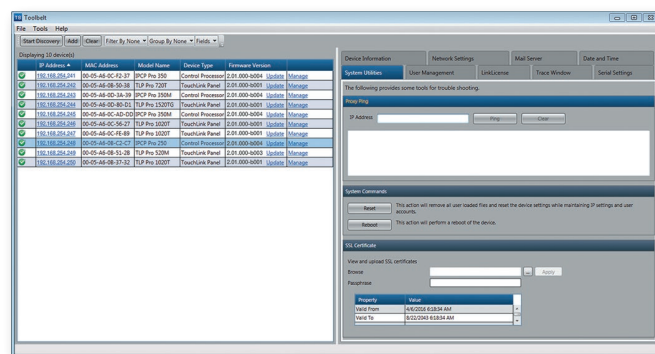 Toolbelt
File Tools Help
Start Discovery Add Clear Filter By None Group By None Fields
Displaying 10 device(s)
IP Address MAC Address Model Name Device Type Firmware Version
192.168.254.241 00-05-A6-0C-F2-37 IPCP Pro 350 Control Processor 2.01.000-b004 Update Manage
192.168.254.242 00-05-A6-0B-50-38 TLP Pro 720T TouchLink Panel 2.01.000-b001 Update Manage
192.168.254.243 00-05-A6-0D-3A-39 IPCP Pro 350M Control Processor 2.01.000-b004 Update Manage
192.168.254.244 00-05-A6-0D-80-D1 TLP Pro 1520TG TouchLink Panel 2.01.000-b001 Update Manage
192.168.254.245 00-05-A6-0C-AD-DD IPCP Pro 350M Control Processor 2.01.000-b004 Update Manage
192.168.254.246 00-05-A6-0C-56-27 TLP Pro 1020T TouchLink Panel 2.01.000-b001 Update Manage
192.168.254.247 00-05-A6-0C-FE-89 TLP Pro 1020T TouchLink Panel 2.01.000-b001 Update Manage
192.168.254.248 00-05-A6-08-C2-C7 IPCP Pro 250 Control Processor 2.01.000-b004 Update Manage
192.168.254.249 00-05-A6-0B-51-2B TLP Pro 520M TouchLink Panel 2.01.000-b003 Update Manage
192.168.254.250 00-05-A6-08-37-32 TLP Pro 1020T TouchLink Panel 2.01.000-b001 Update Manage
Device Information Network Settings Mail Server Date and Time
System Utilities User Management LinkLicense Trace Window Serial Settings
The following provides some tools for trouble shooting.
Proxy Ping
IP Address Ping Clear
System Commands
Reset This action will remove all user loaded files and reset the device settings while maintaining IP settings and user
accounts.
Reboot This action will perform a reboot of the device.
SSL Certificate
View and upload SSL certificates
Browse ... Apply
Passphrase
Property Value
Valid From 4/6/2016 6:18:34 AM
Valid To 8/22/2043 6:18:34 AM